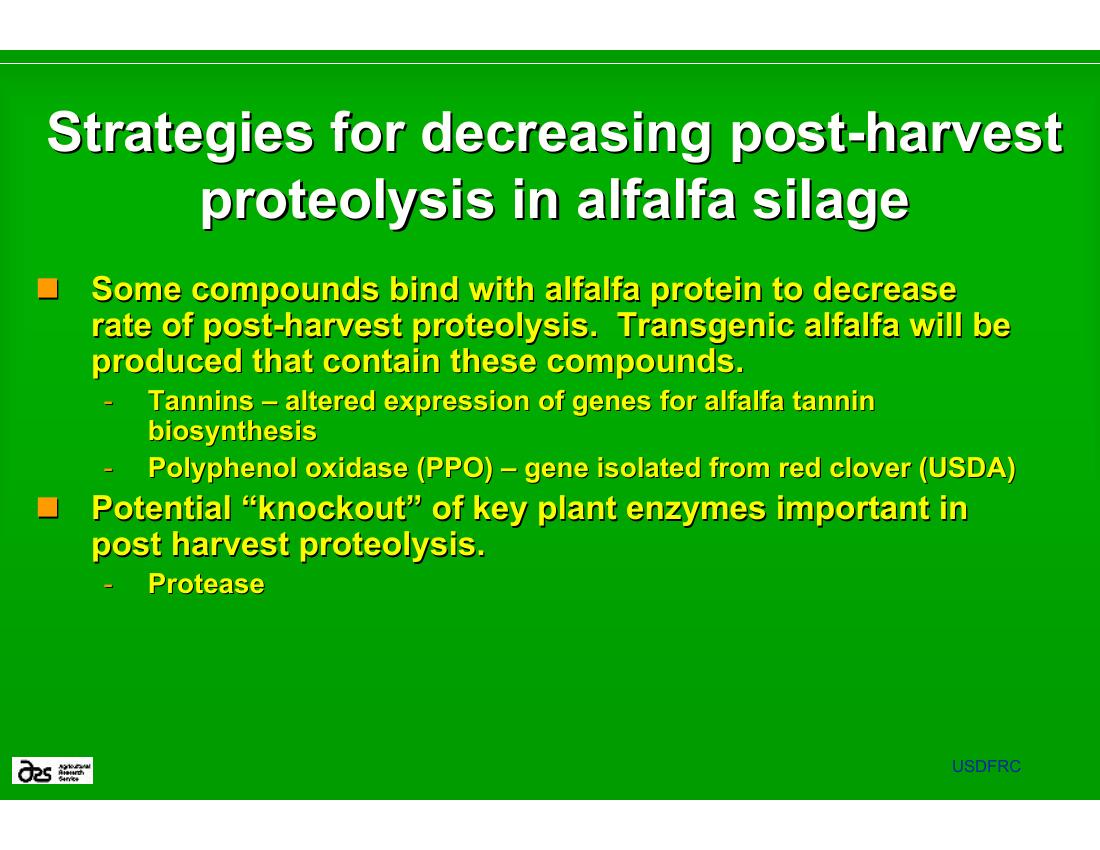 Strategies for decreasing post-harvest
proteolysis in alfalfa silage
Some compounds bind with alfalfa protein to decrease
rate of post-harvest proteolysis.  Transgenic alfalfa will be
produced that contain these compounds.
- Tannins – altered expression of genes for alfalfa tannin
biosynthesis
- Polyphenol oxidase (PPO) – gene isolated from red clover (USDA)
Potential “knockout” of key plant enzymes important in
post harvest proteolysis.
- Protease
ars
Agricultural
Research
Service
USDFRC